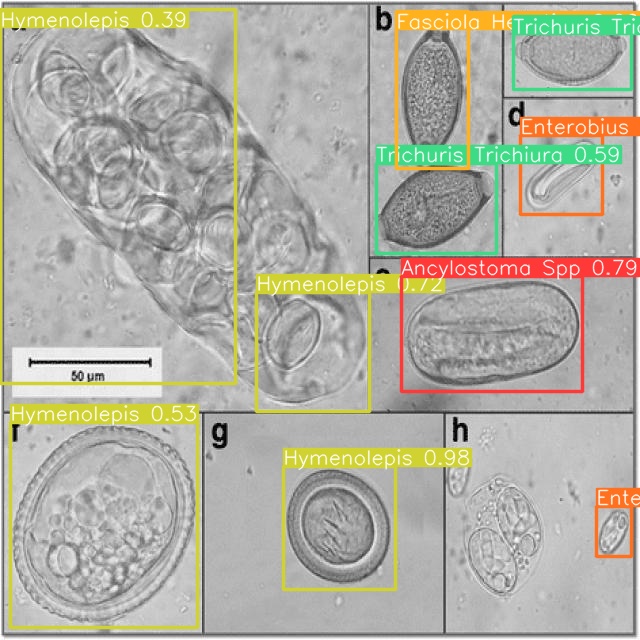 Hymenolepis 0.39
b
Fasciola He
Trichuris Tric
d
Enterobius
Trichuris Trichiura 0.59
Ancylostoma Spp 0.79
Hymenolepis 0.72
50 µm
Hymenolepis 0.53
f
g
h
Hymenolepis 0.98
Ente